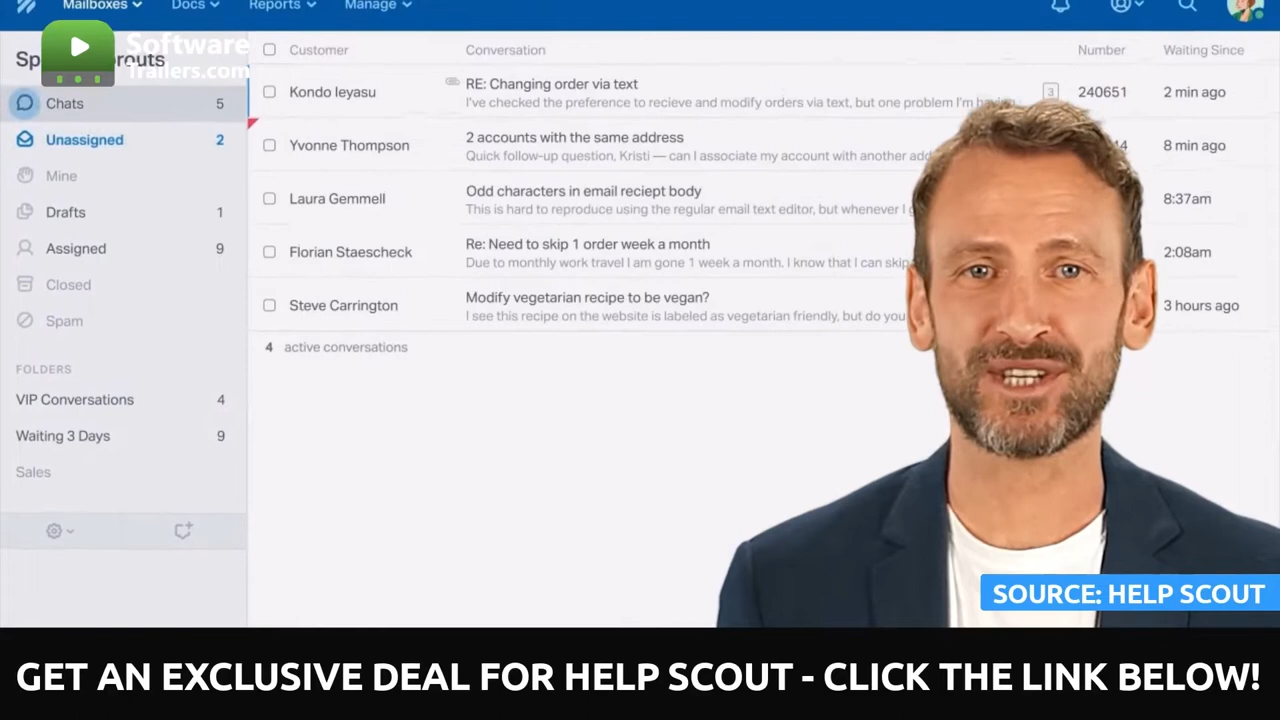 Mailboxes Docs Reports Manage
Software
Trailers.com
Customer Conversation Number Waiting Since
Chats 5
Unassigned 2
Mine
Drafts 1
Assigned 9
Closed
Spam
FOLDERS
VIP Conversations 4
Waiting 3 Days 9
Sales
Kondo Ieyasu RE: Changing order via text 3 240651 2 min ago
I've checked the preference to recieve and modify orders via text, but one problem I'm having
Yvonne Thompson 2 accounts with the same address 8 min ago
Quick follow-up question, Kristi — can I associate my account with another
Laura Gemmell Odd characters in email reciept body 8:37am
This is hard to reproduce using the regular email text editor, but whenever I
Florian Staescheck Re: Need to skip 1 order week a month 2:08am
Due to monthly work travel I am gone 1 week a month. I know that I can skip
Steve Carrington Modify vegetarian recipe to be vegan? 3 hours ago
I see this recipe on the website is labeled as vegetarian friendly, but do you
4 active conversations
SOURCE: HELP SCOUT
GET AN EXCLUSIVE DEAL FOR HELP SCOUT - CLICK THE LINK BELOW!